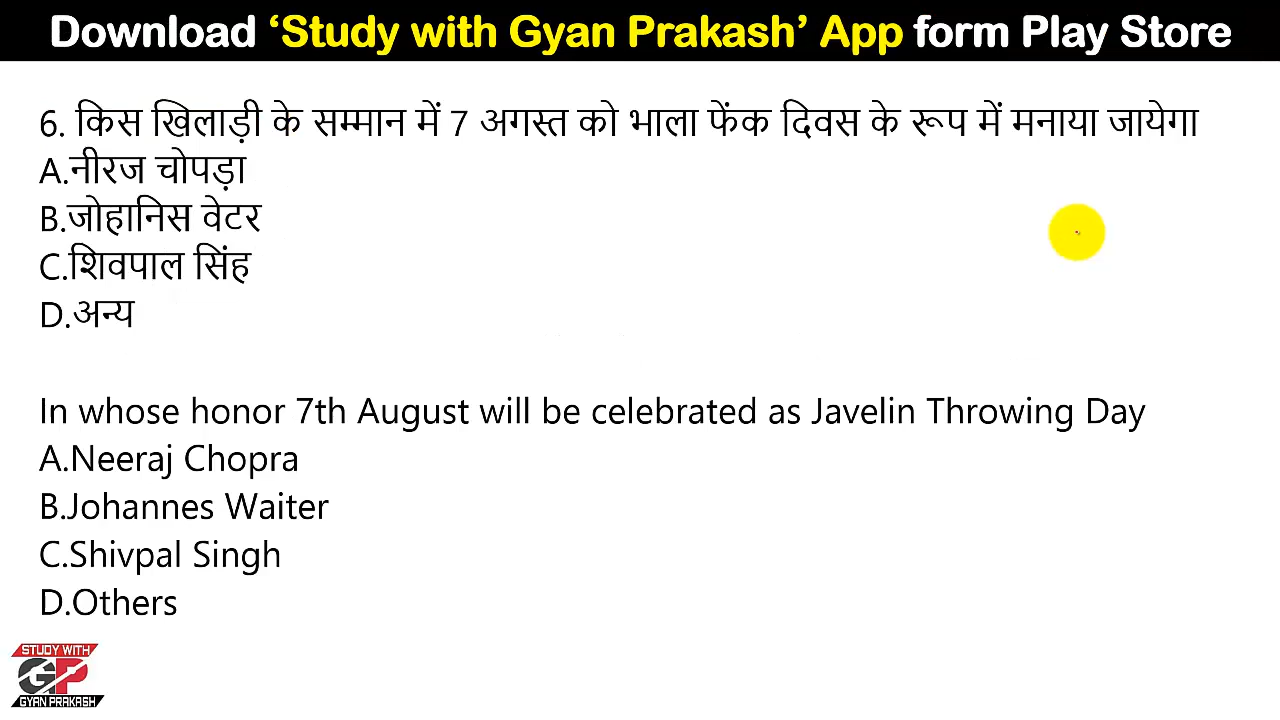 Download ‘Study with Gyan Prakash’ App form Play Store
6. किस खिलाड़ी के सम्मान में 7 अगस्त को भाला फेंक दिवस के रूप में मनाया जायेगा
A.नीरज चोपड़ा
B.जोहानिस वेटर
C.शिवपाल सिंह
D.अन्य
In whose honor 7th August will be celebrated as Javelin Throwing Day
A.Neeraj Chopra
B.Johannes Waiter
C.Shivpal Singh
D.Others
STUDY WITH
GP
GYAN PRAKASH